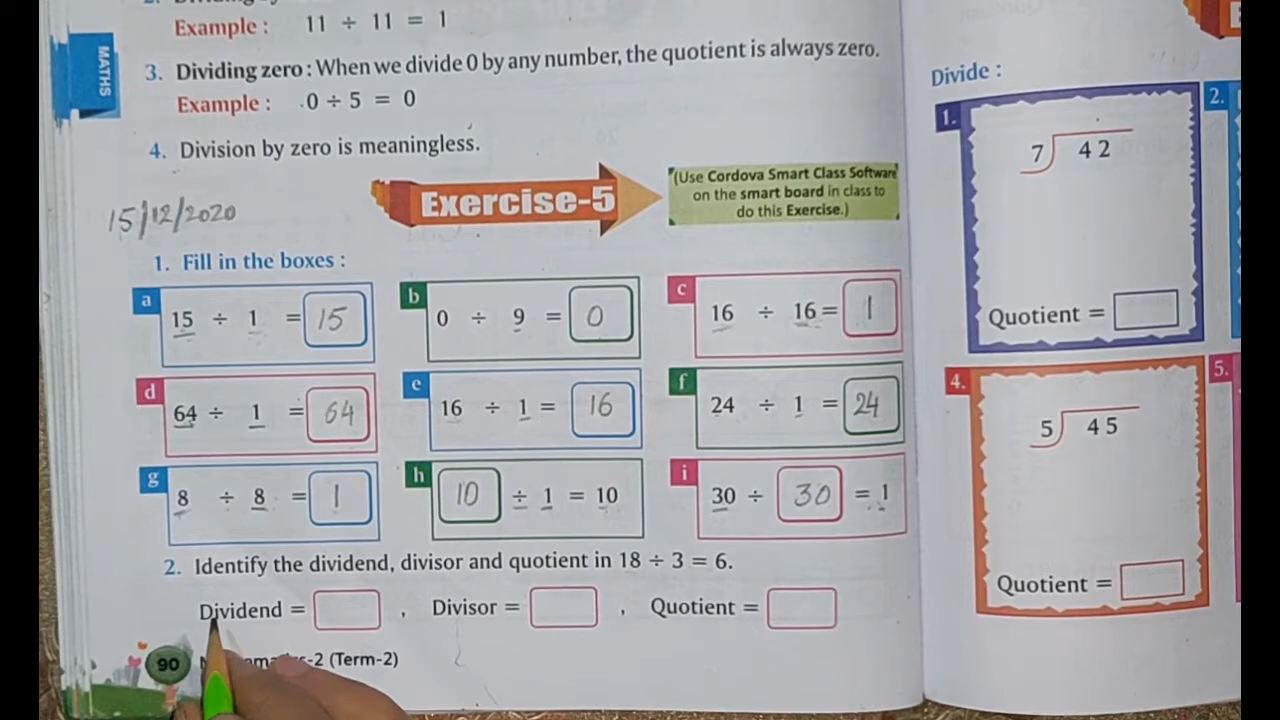 Example : 11 ÷ 11 = 1
3. Dividing zero : When we divide 0 by any number, the quotient is always zero.
Example : 0 ÷ 5 = 0
4. Division by zero is meaningless.
MATHS
Exercise-5
(Use Cordova Smart Class Software
on the smart board in class to
do this Exercise.)
15/12/2020
1. Fill in the boxes :
a 15 ÷ 1 = 15
b 0 ÷ 9 = 0
c 16 ÷ 16 = 1
d 64 ÷ 1 = 64
e 16 ÷ 1 = 16
f 24 ÷ 1 = 24
g 8 ÷ 8 = 1
h 10 ÷ 1 = 10
i 30 ÷ 30 = 1
2. Identify the dividend, divisor and quotient in 18 ÷ 3 = 6.
Dividend = , Divisor = , Quotient =
90 -2 (Term-2)
Divide :
1.
7) 42
Quotient =
2.
4.
5) 45
Quotient =
5.